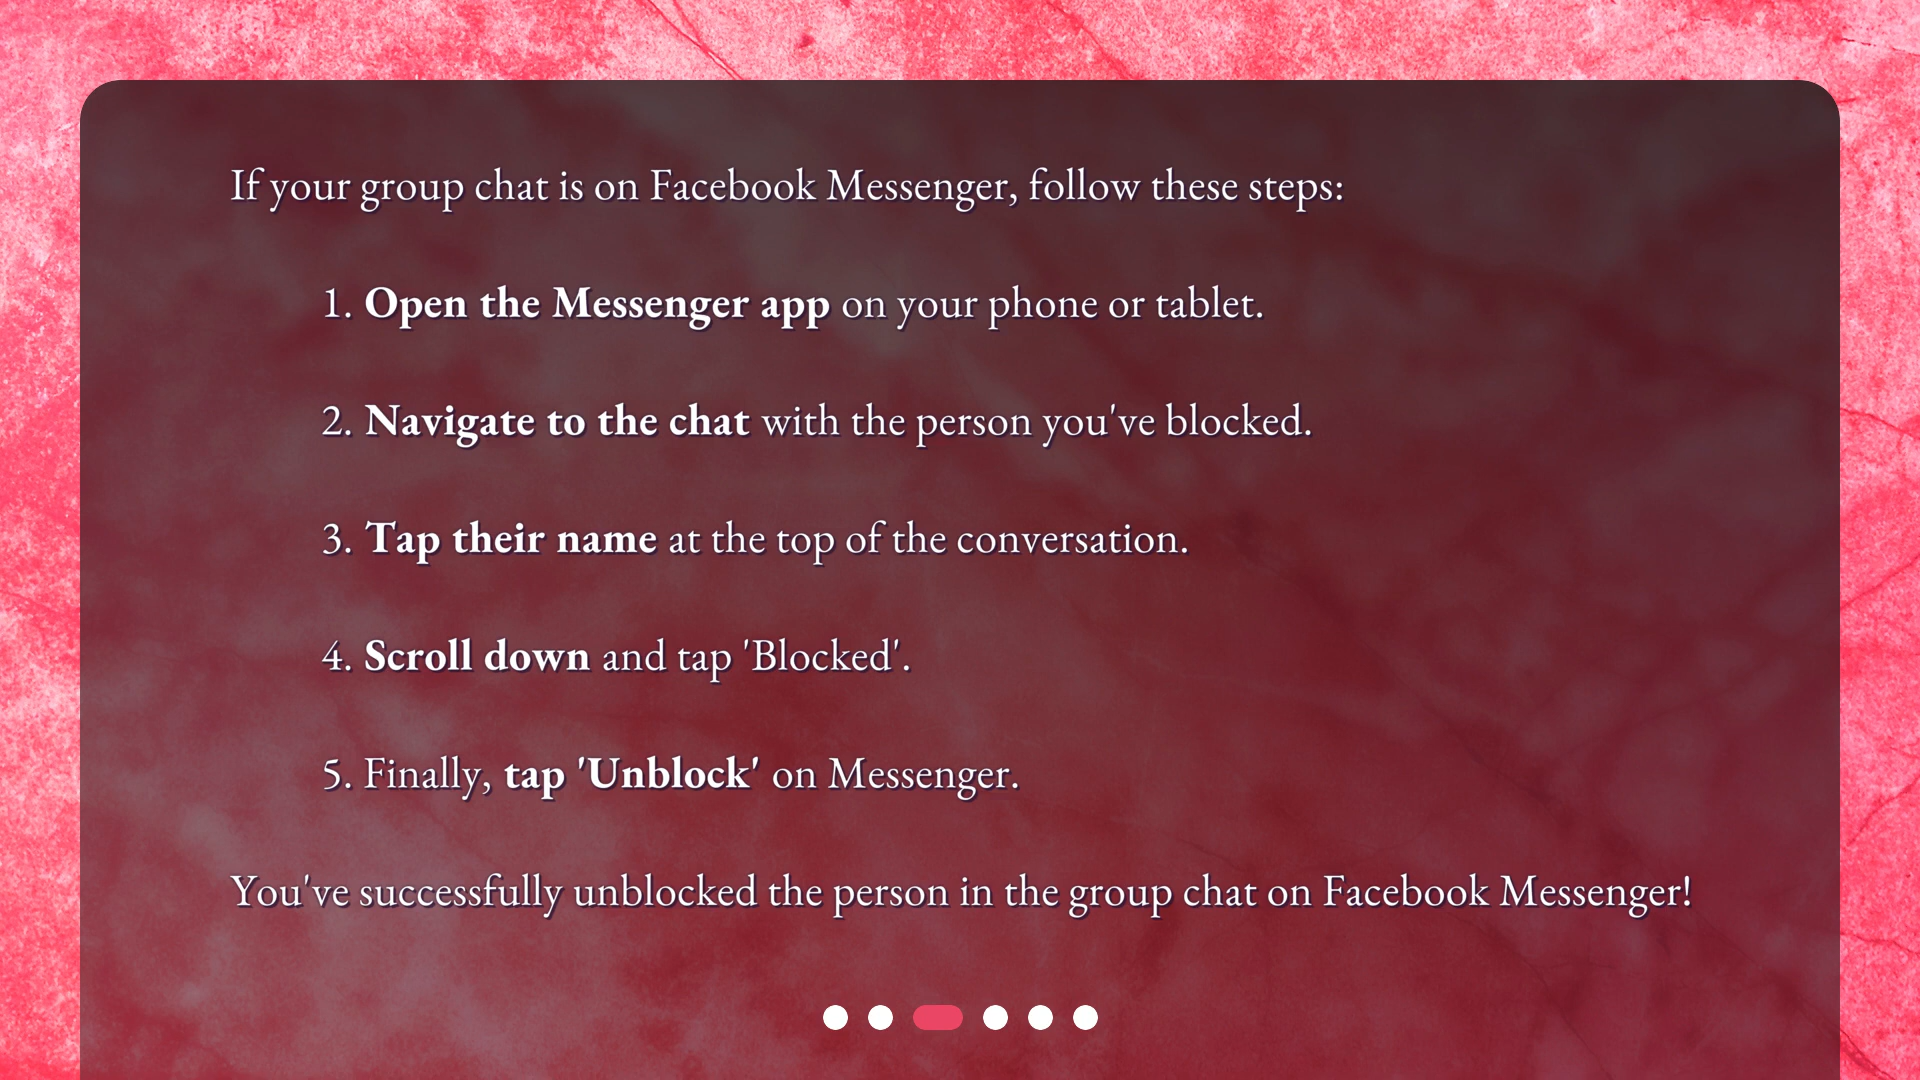 If your group chat is on Facebook Messenger, follow these steps:
1. Open the Messenger app on your phone or tablet.
2. Navigate to the chat with the person you've blocked.
3. Tap their name at the top of the conversation.
4. Scroll down and tap 'Blocked'.
5. Finally, tap 'Unblock' on Messenger.
You've successfully unblocked the person in the group chat on Facebook Messenger!